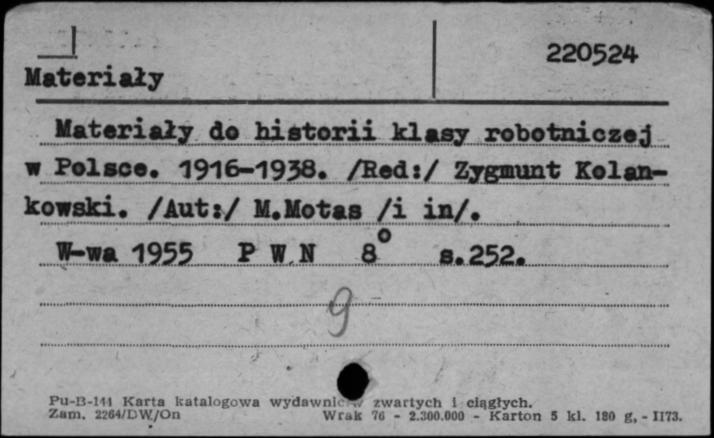 220524
Materiały
Materiały do historii klasy robotniczej
w Polsce. 1916-1938. /Red:/ Zygmunt Kolan-
kowski. /Aut:/ M.Motas /i in/.
W-wa 1955 P W N 8° s.252.
9
Pu-B-141 Karta katalogowa wydawnictw zwartych i ciągłych.
Zam. 2264/DW/On Wrak 76 - 2.300.000 - Karton 5 kl. 180 g, - II73.